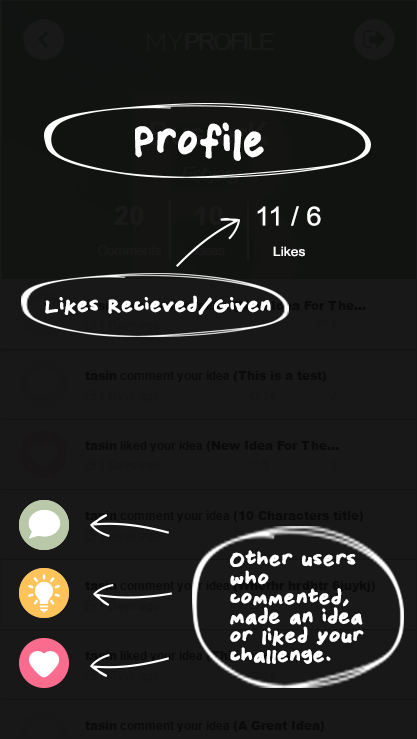 MYPROFILE
Profile
20
10
11 / 6
Comments
Likes
Likes Recieved/Given
ea For The...
tasin comment your idea (This is a test)
tasin liked your idea (New Idea For The...
tasin comment your idea (10 Characters title)
Other users
who
commented,
made an idea
or liked your
challenge.
tasin comment your idea
hrdhtr 6iuykj)
tasin liked your idea
tasin comment your idea (A Great Idea)